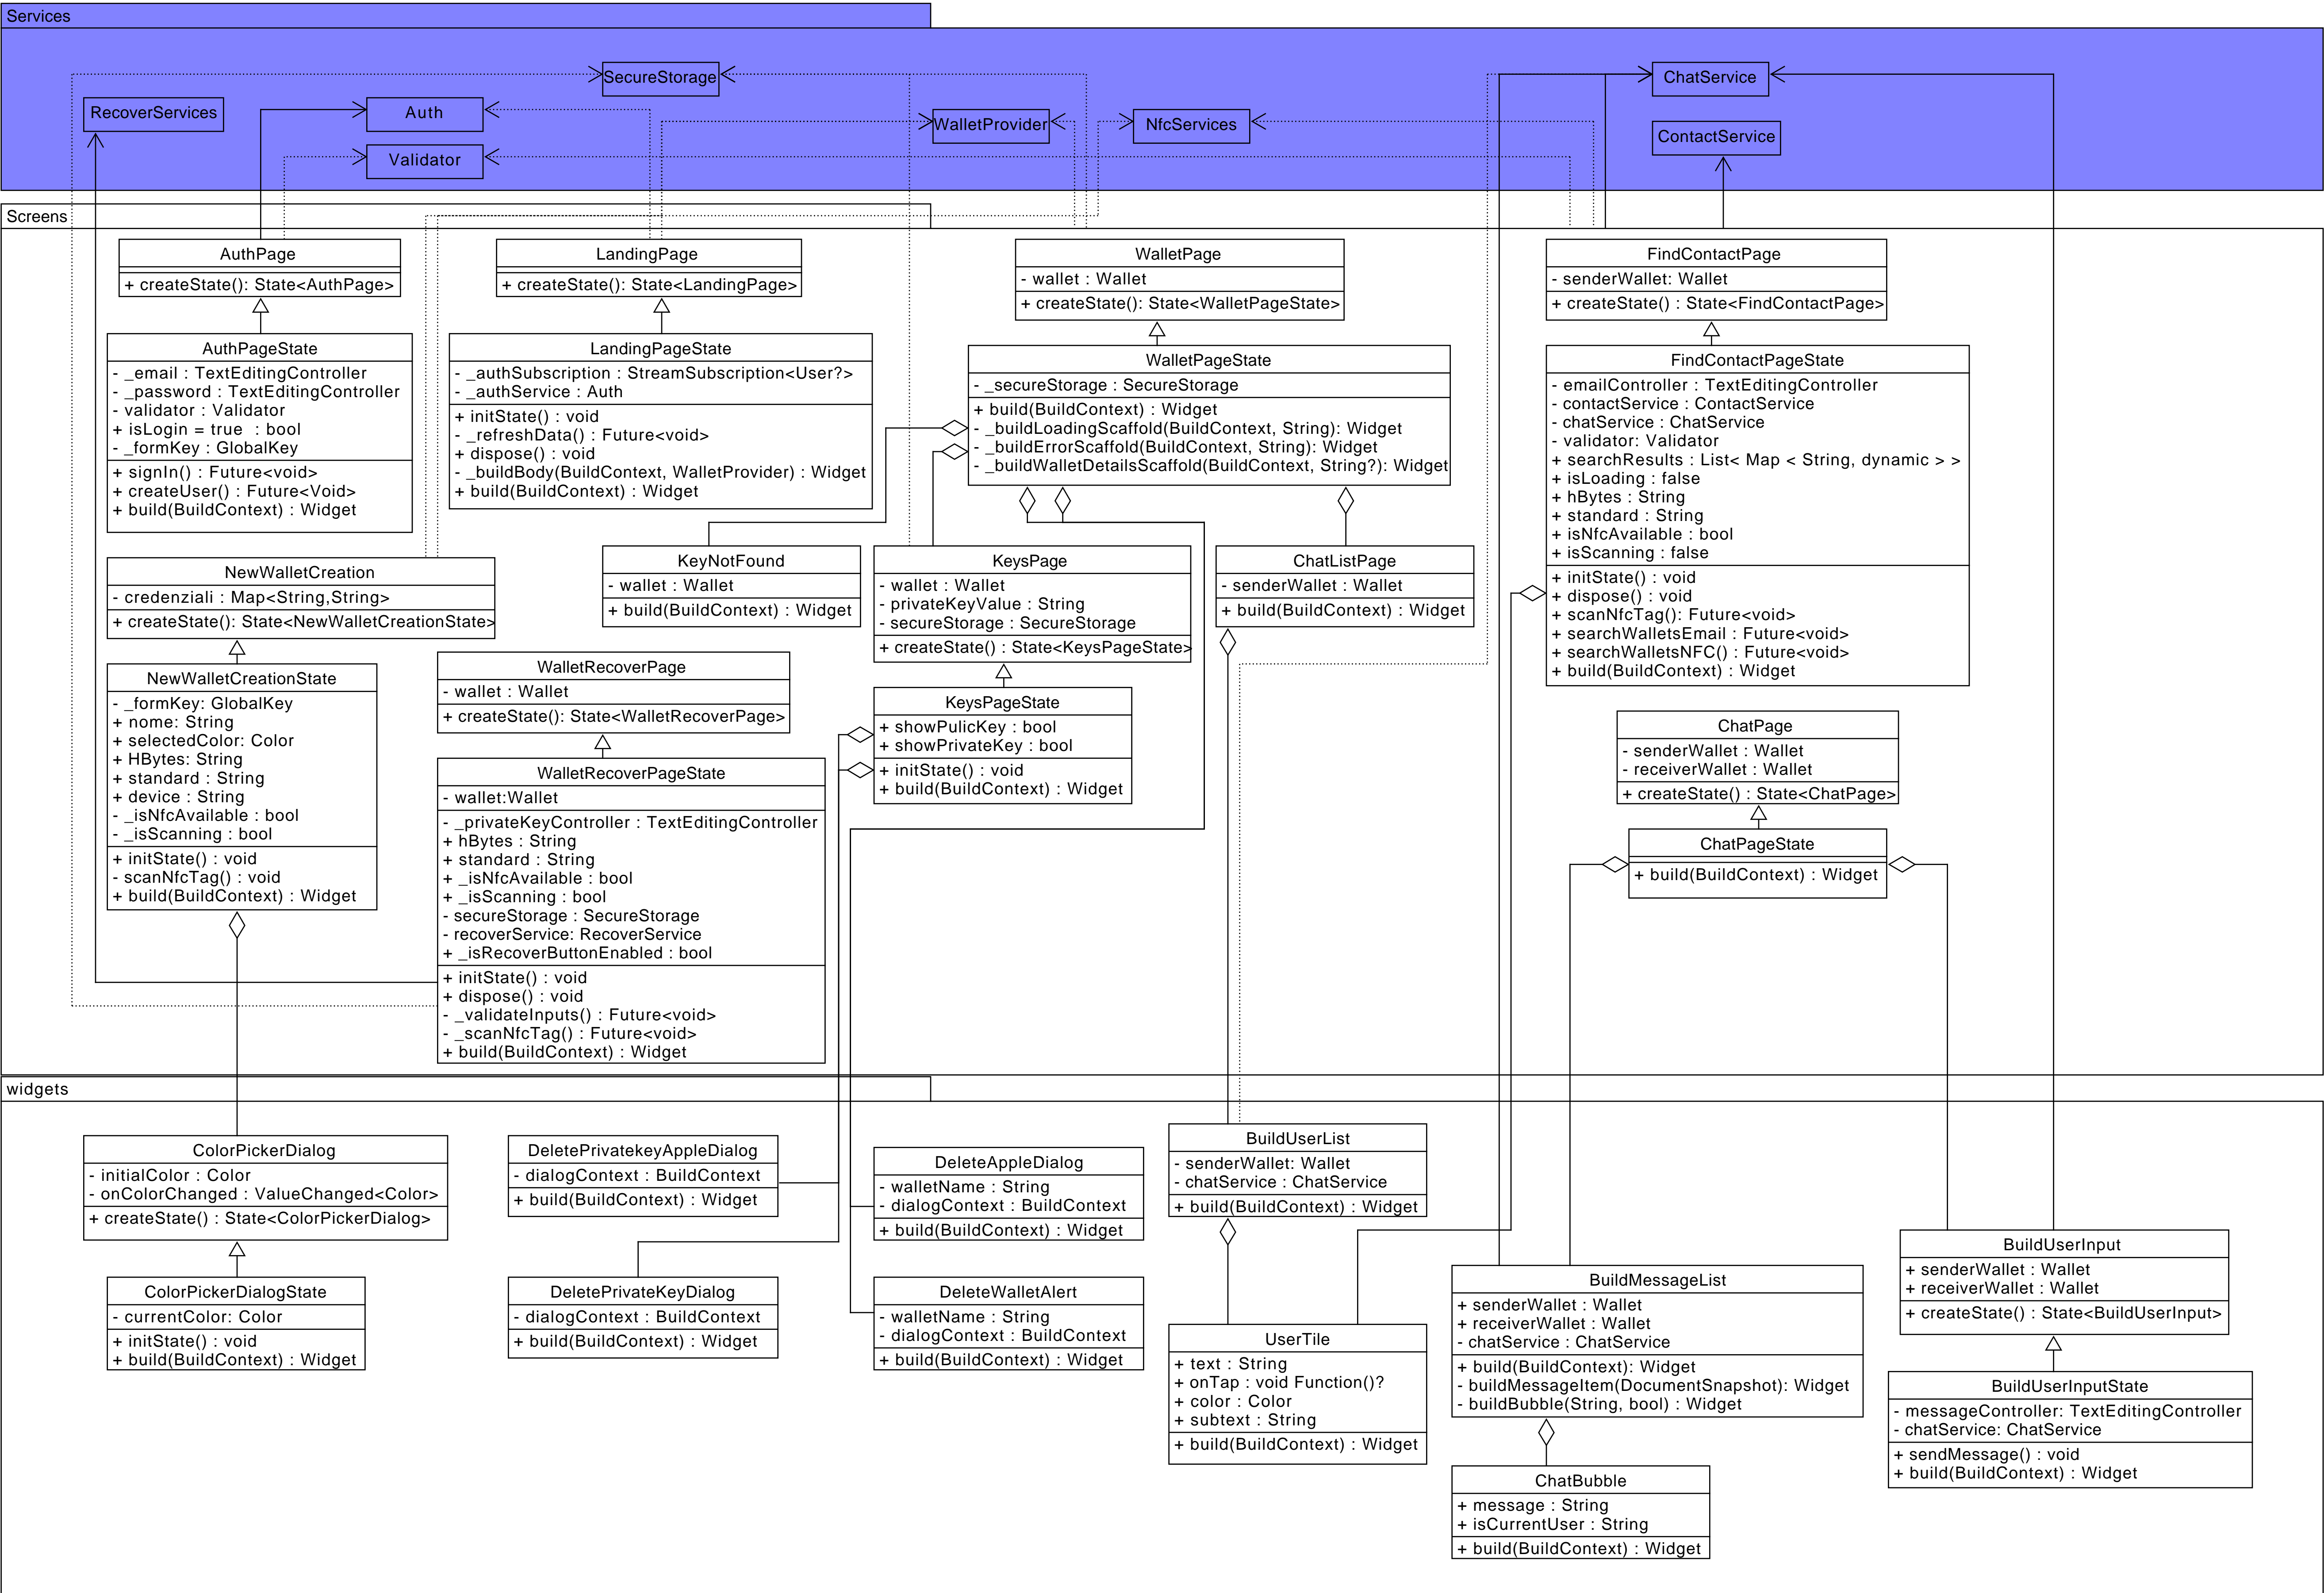 Services
SecureStorage
ChatService
RecoverServices
Auth
WalletProvider
NfcServices
ContactService
Validator
Screens
AuthPage
+ createState(): State<AuthPage>
LandingPage
+ createState(): State<LandingPage>
WalletPage
- wallet : Wallet
+ createState(): State<WalletPageState>
FindContactPage
- senderWallet: Wallet
+ createState() : State<FindContactPage>
AuthPageState
- _email : TextEditingController
- _password : TextEditingController
- validator : Validator
+ isLogin = true : bool
- _formKey : GlobalKey
+ signIn() : Future<void>
+ createUser() : Future<Void>
+ build(BuildContext) : Widget
LandingPageState
- _authSubscription : StreamSubscription<User?>
- _authService : Auth
+ initState() : void
- _refreshData() : Future<void>
+ dispose() : void
- _buildBody(BuildContext, WalletProvider) : Widget
+ build(BuildContext) : Widget
WalletPageState
- _secureStorage : SecureStorage
+ build(BuildContext) : Widget
- _buildLoadingScaffold(BuildContext, String): Widget
- _buildErrorScaffold(BuildContext, String): Widget
- _buildWalletDetailsScaffold(BuildContext, String?): Widget
FindContactPageState
- emailController : TextEditingController
- contactService : ContactService
- chatService : ChatService
- validator: Validator
+ searchResults : List< Map < String, dynamic > >
+ isLoading : false
+ hBytes : String
+ standard : String
+ isNfcAvailable : bool
+ isScanning : false
+ initState() : void
+ dispose() : void
+ scanNfcTag(): Future<void>
+ searchWalletsEmail : Future<void>
+ searchWalletsNFC() : Future<void>
+ build(BuildContext) : Widget
NewWalletCreation
- credenziali : Map<String,String>
+ createState(): State<NewWalletCreationState>
KeyNotFound
- wallet : Wallet
+ build(BuildContext) : Widget
KeysPage
- wallet : Wallet
- privateKeyValue : String
- secureStorage : SecureStorage
+ createState() : State<KeysPageState>
ChatListPage
- senderWallet : Wallet
+ build(BuildContext) : Widget
NewWalletCreationState
- _formKey: GlobalKey
+ nome: String
+ selectedColor: Color
+ HBytes: String
+ standard : String
+ device : String
- _isNfcAvailable : bool
- _isScanning : bool
+ initState() : void
- scanNfcTag() : void
+ build(BuildContext) : Widget
WalletRecoverPage
- wallet : Wallet
+ createState(): State<WalletRecoverPage>
KeysPageState
+ showPulicKey : bool
+ showPrivateKey : bool
+ initState() : void
+ build(BuildContext) : Widget
WalletRecoverPageState
- wallet:Wallet
- _privateKeyController : TextEditingController
+ hBytes : String
+ standard : String
+ _isNfcAvailable : bool
+ _isScanning : bool
- secureStorage : SecureStorage
- recoverService: RecoverService
+ _isRecoverButtonEnabled : bool
+ initState() : void
+ dispose() : void
- _validateInputs() : Future<void>
- _scanNfcTag() : Future<void>
+ build(BuildContext) : Widget
ChatPage
- senderWallet : Wallet
- receiverWallet : Wallet
+ createState() : State<ChatPage>
ChatPageState
+ build(BuildContext) : Widget
widgets
ColorPickerDialog
- initialColor : Color
- onColorChanged : ValueChanged<Color>
+ createState() : State<ColorPickerDialog>
ColorPickerDialogState
- currentColor: Color
+ initState() : void
+ build(BuildContext) : Widget
DeletePrivatekeyAppleDialog
- dialogContext : BuildContext
+ build(BuildContext) : Widget
DeletePrivateKeyDialog
- dialogContext : BuildContext
+ build(BuildContext) : Widget
DeleteAppleDialog
- walletName : String
- dialogContext : BuildContext
+ build(BuildContext) : Widget
DeleteWalletAlert
- walletName : String
- dialogContext : BuildContext
+ build(BuildContext) : Widget
BuildUserList
- senderWallet: Wallet
- chatService : ChatService
+ build(BuildContext) : Widget
UserTile
+ text : String
+ onTap : void Function()?
+ color : Color
+ subtext : String
+ build(BuildContext) : Widget
BuildMessageList
+ senderWallet : Wallet
+ receiverWallet : Wallet
- chatService : ChatService
+ build(BuildContext): Widget
- buildMessageItem(DocumentSnapshot): Widget
- buildBubble(String, bool) : Widget
ChatBubble
+ message : String
+ isCurrentUser : String
+ build(BuildContext) : Widget
BuildUserInput
+ senderWallet : Wallet
+ receiverWallet : Wallet
+ createState() : State<BuildUserInput>
BuildUserInputState
- messageController: TextEditingController
- chatService: ChatService
+ sendMessage() : void
+ build(BuildContext) : Widget